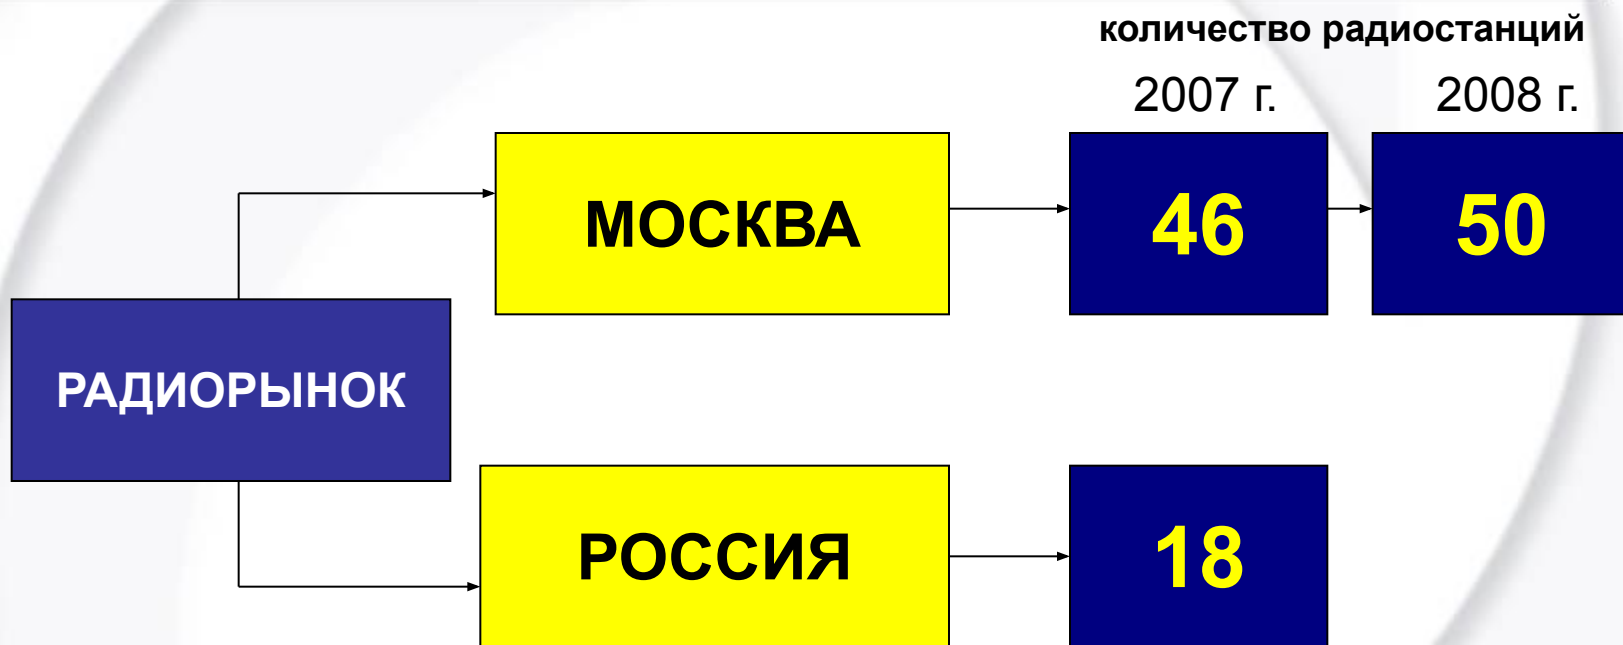 количество радиостанций
2007 г.
2008 г.
МОСКВА
46
50
РАДИОРЫНОК
РОССИЯ
18